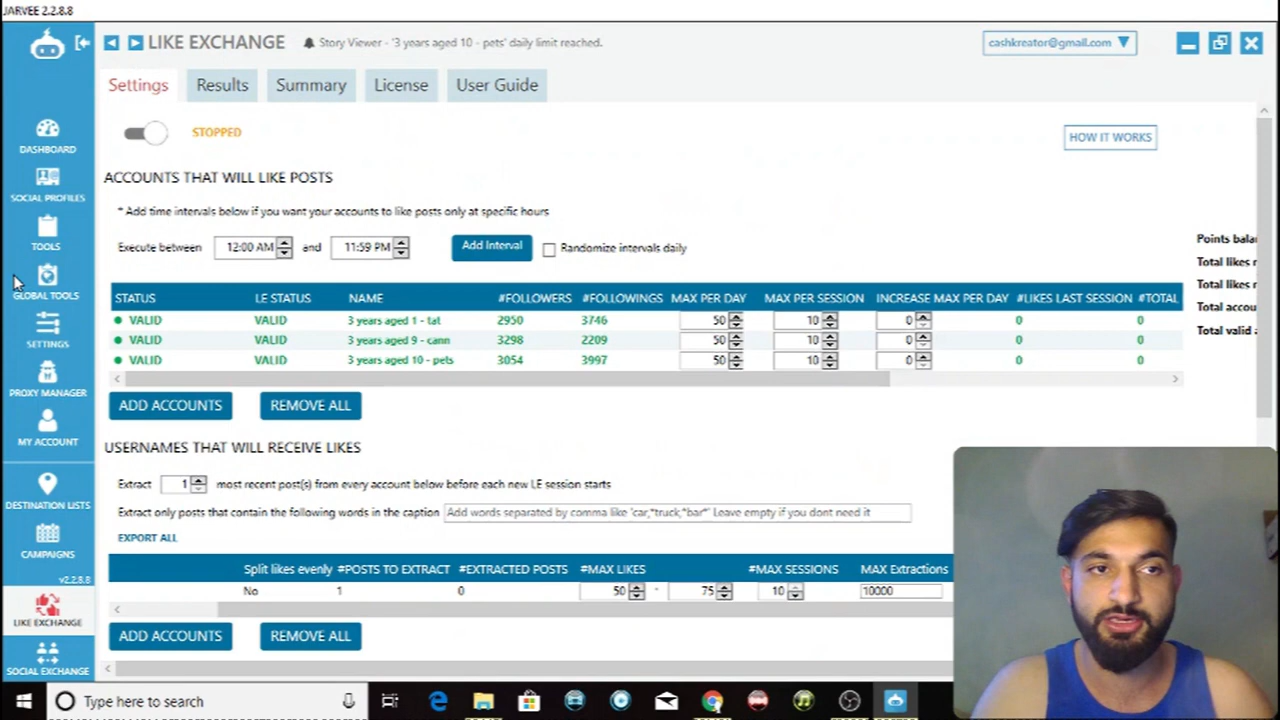 JARVEE 2.2.8.8
LIKE EXCHANGE
Story Viewer - '3 years aged 10 - pets' daily limit reached.
cashkreator@gmail.com
Settings
Results
Summary
License
User Guide
STOPPED
HOW IT WORKS
DASHBOARD
SOCIAL PROFILES
TOOLS
GLOBAL TOOLS
SETTINGS
PROXY MANAGER
MY ACCOUNT
DESTINATION LISTS
CAMPAIGNS
v2.2.8.8
LIKE EXCHANGE
SOCIAL EXCHANGE
ACCOUNTS THAT WILL LIKE POSTS
* Add time intervals below if you want your accounts to like posts only at specific hours
Execute between 12:00 AM and 11:59 PM Add Interval Randomize intervals daily
STATUS LE STATUS NAME #FOLLOWERS #FOLLOWINGS MAX PER DAY MAX PER SESSION INCREASE MAX PER DAY #LIKES LAST SESSION #TOTAL
VALID VALID 3 years aged 1 - tat 2950 3746 50 10 0 0 0
VALID VALID 3 years aged 9 - cann 3298 2209 50 10 0 0 0
VALID VALID 3 years aged 10 - pets 3054 3997 50 10 0 0 0
Points bala
Total likes r
Total likes r
Total accou
Total valid a
ADD ACCOUNTS REMOVE ALL
USERNAMES THAT WILL RECEIVE LIKES
Extract 1 most recent post(s) from every account below before each new LE session starts
Extract only posts that contain the following words in the caption Add words separated by comma like 'car,*truck,*bar*' Leave empty if you dont need it
EXPORT ALL
Split likes evenly #POSTS TO EXTRACT #EXTRACTED POSTS #MAX LIKES #MAX SESSIONS MAX Extractions
No 1 0 50 - 75 10 10000
ADD ACCOUNTS REMOVE ALL
Type here to search